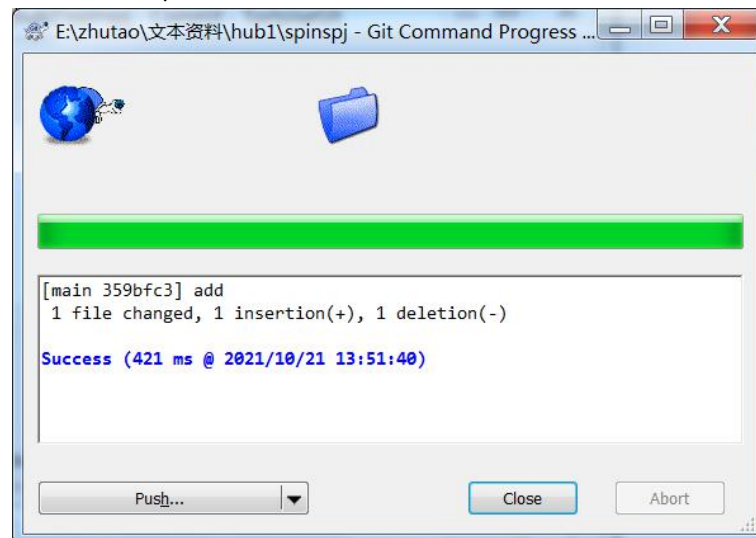 E:\zhutao\文本资料\hub1\spinspj - Git Command Progress ...
[main 359bfc3] add
1 file changed, 1 insertion(+), 1 deletion(-)
Success (421 ms @ 2021/10/21 13:51:40)
Push...
Close
Abort